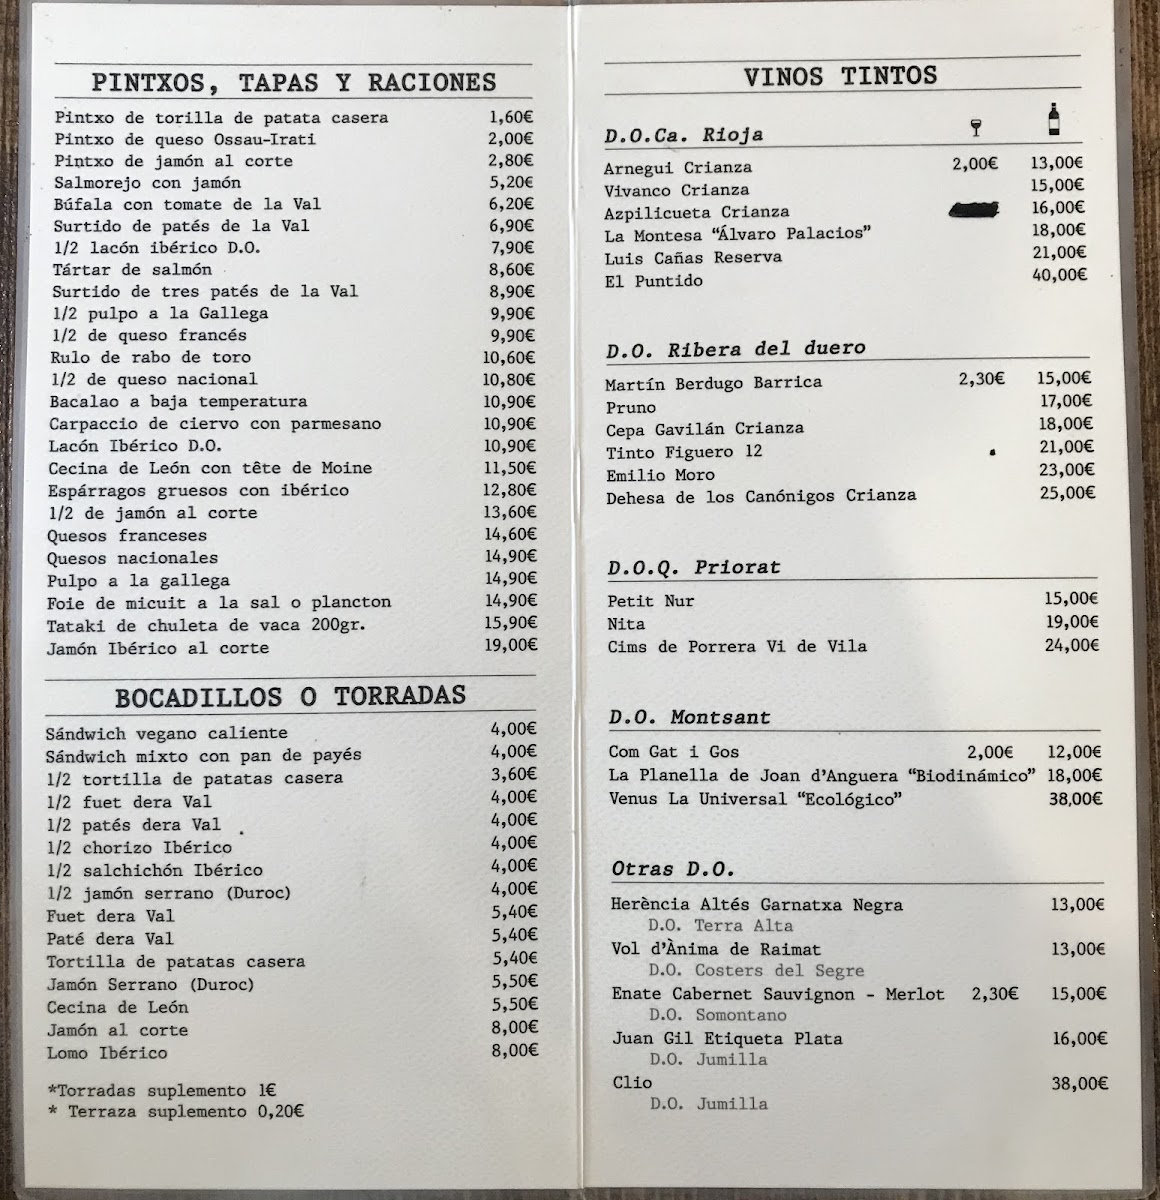 PINTXOS, TAPAS Y RACIONES
Pintxo de torilla de patata casera 1,60€
Pintxo de queso Ossau-Irati 2,00€
Pintxo de jamón al corte 2,80€
Salmorejo con jamón 5,20€
Búfala con tomate de la Val 6,20€
Surtido de patés de la Val 6,90€
1/2 lacón ibérico D.O. 7,90€
Tártar de salmón 8,60€
Surtido de tres patés de la Val 8,90€
1/2 pulpo a la Gallega 9,90€
1/2 de queso francés 9,90€
Rulo de rabo de toro 10,60€
1/2 de queso nacional 10,80€
Bacalao a baja temperatura 10,90€
Carpaccio de ciervo con parmesano 10,90€
Lacón Ibérico D.O. 10,90€
Cecina de León con tête de Moine 11,50€
Espárragos gruesos con ibérico 12,80€
1/2 de jamón al corte 13,60€
Quesos franceses 14,60€
Quesos nacionales 14,90€
Pulpo a la gallega 14,90€
Foie de micuit a la sal o plancton 14,90€
Tataki de chuleta de vaca 200gr. 15,90€
Jamón Ibérico al corte 19,00€
BOCADILLOS O TORRADAS
Sándwich vegano caliente 4,00€
Sándwich mixto con pan de payés 4,00€
1/2 tortilla de patatas casera 3,60€
1/2 fuet dera Val 4,00€
1/2 patés dera Val 4,00€
1/2 chorizo Ibérico 4,00€
1/2 salchichón Ibérico 4,00€
1/2 jamón serrano (Duroc) 4,00€
Fuet dera Val 5,40€
Paté dera Val 5,40€
Tortilla de patatas casera 5,40€
Jamón Serrano (Duroc) 5,50€
Cecina de León 5,50€
Jamón al corte 8,00€
Lomo Ibérico 8,00€
*Torradas suplemento 1€
* Terraza suplemento 0,20€
VINOS TINTOS
D.O.Ca. Rioja
Arnegui Crianza 2,00€ 13,00€
Vivanco Crianza 15,00€
Azpilicueta Crianza 16,00€
La Montesa “Álvaro Palacios” 18,00€
Luis Cañas Reserva 21,00€
El Puntido 40,00€
D.O. Ribera del duero
Martín Berdugo Barrica 2,30€ 15,00€
Pruno 17,00€
Cepa Gavilán Crianza 18,00€
Tinto Figuero 12 21,00€
Emilio Moro 23,00€
Dehesa de los Canónigos Crianza 25,00€
D.O.Q. Priorat
Petit Nur 15,00€
Nita 19,00€
Cims de Porrera Vi de Vila 24,00€
D.O. Montsant
Com Gat i Gos 2,00€ 12,00€
La Planella de Joan d’Anguera “Biodinámico” 18,00€
Venus La Universal “Ecológico” 38,00€
Otras D.O.
Herència Altés Garnatxa Negra 13,00€
D.O. Terra Alta
Vol d’Ànima de Raimat 13,00€
D.O. Costers del Segre
Enate Cabernet Sauvignon - Merlot 2,30€ 15,00€
D.O. Somontano
Juan Gil Etiqueta Plata 16,00€
D.O. Jumilla
Clio 38,00€
D.O. Jumilla